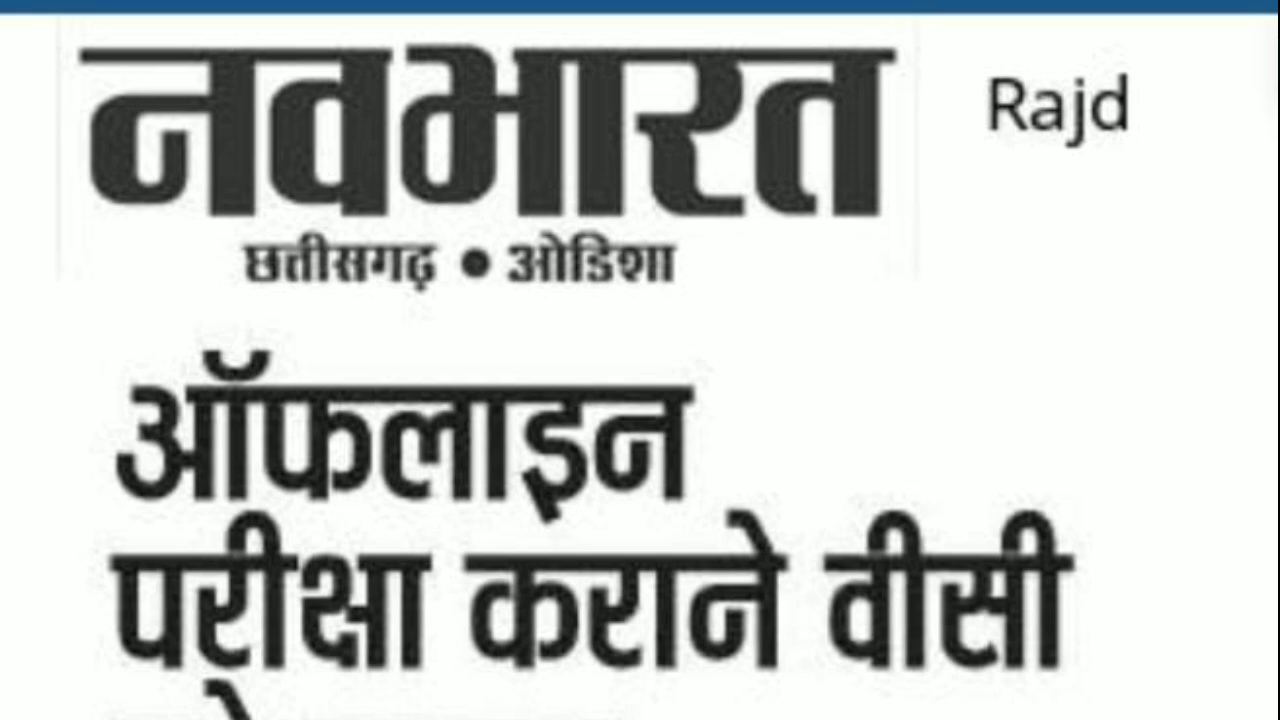 नवभारत
Rajd
छत्तीसगढ़ • ओडिशा
ऑफलाइन
परीक्षा कराने वीसी